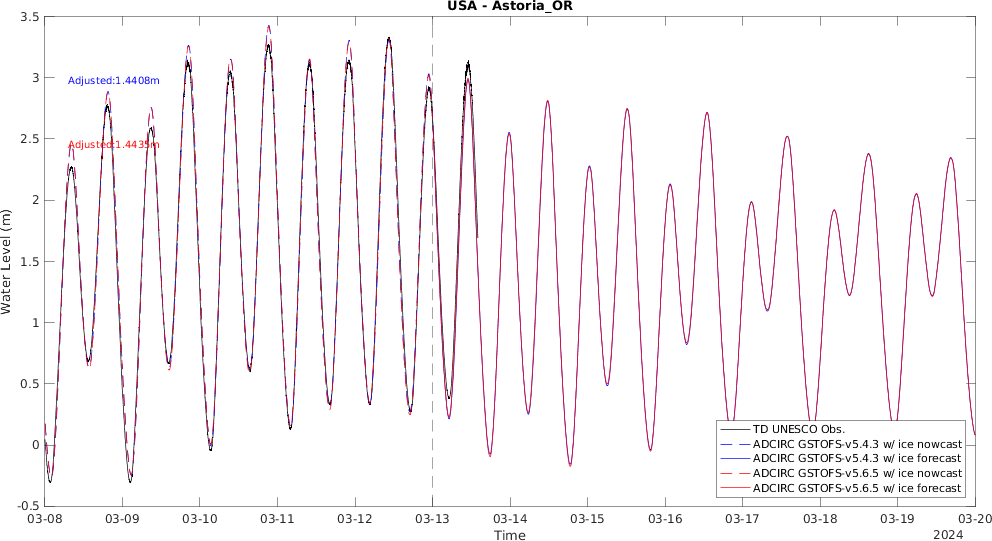 USA - Astoria_OR
3.5
3
2.5
2
1.5
1
0.5
0
-0.5
Water Level (m)
Adjusted:1.4408m
Adjusted:1.4435m
TD UNESCO Obs.
ADCIRC GSTOFS-v5.4.3 w/ ice nowcast
ADCIRC GSTOFS-v5.4.3 w/ ice forecast
ADCIRC GSTOFS-v5.6.5 w/ ice nowcast
ADCIRC GSTOFS-v5.6.5 w/ ice forecast
03-08 03-09 03-10 03-11 03-12 03-13 03-14 03-15 03-16 03-17 03-18 03-19 03-20
Time
2024